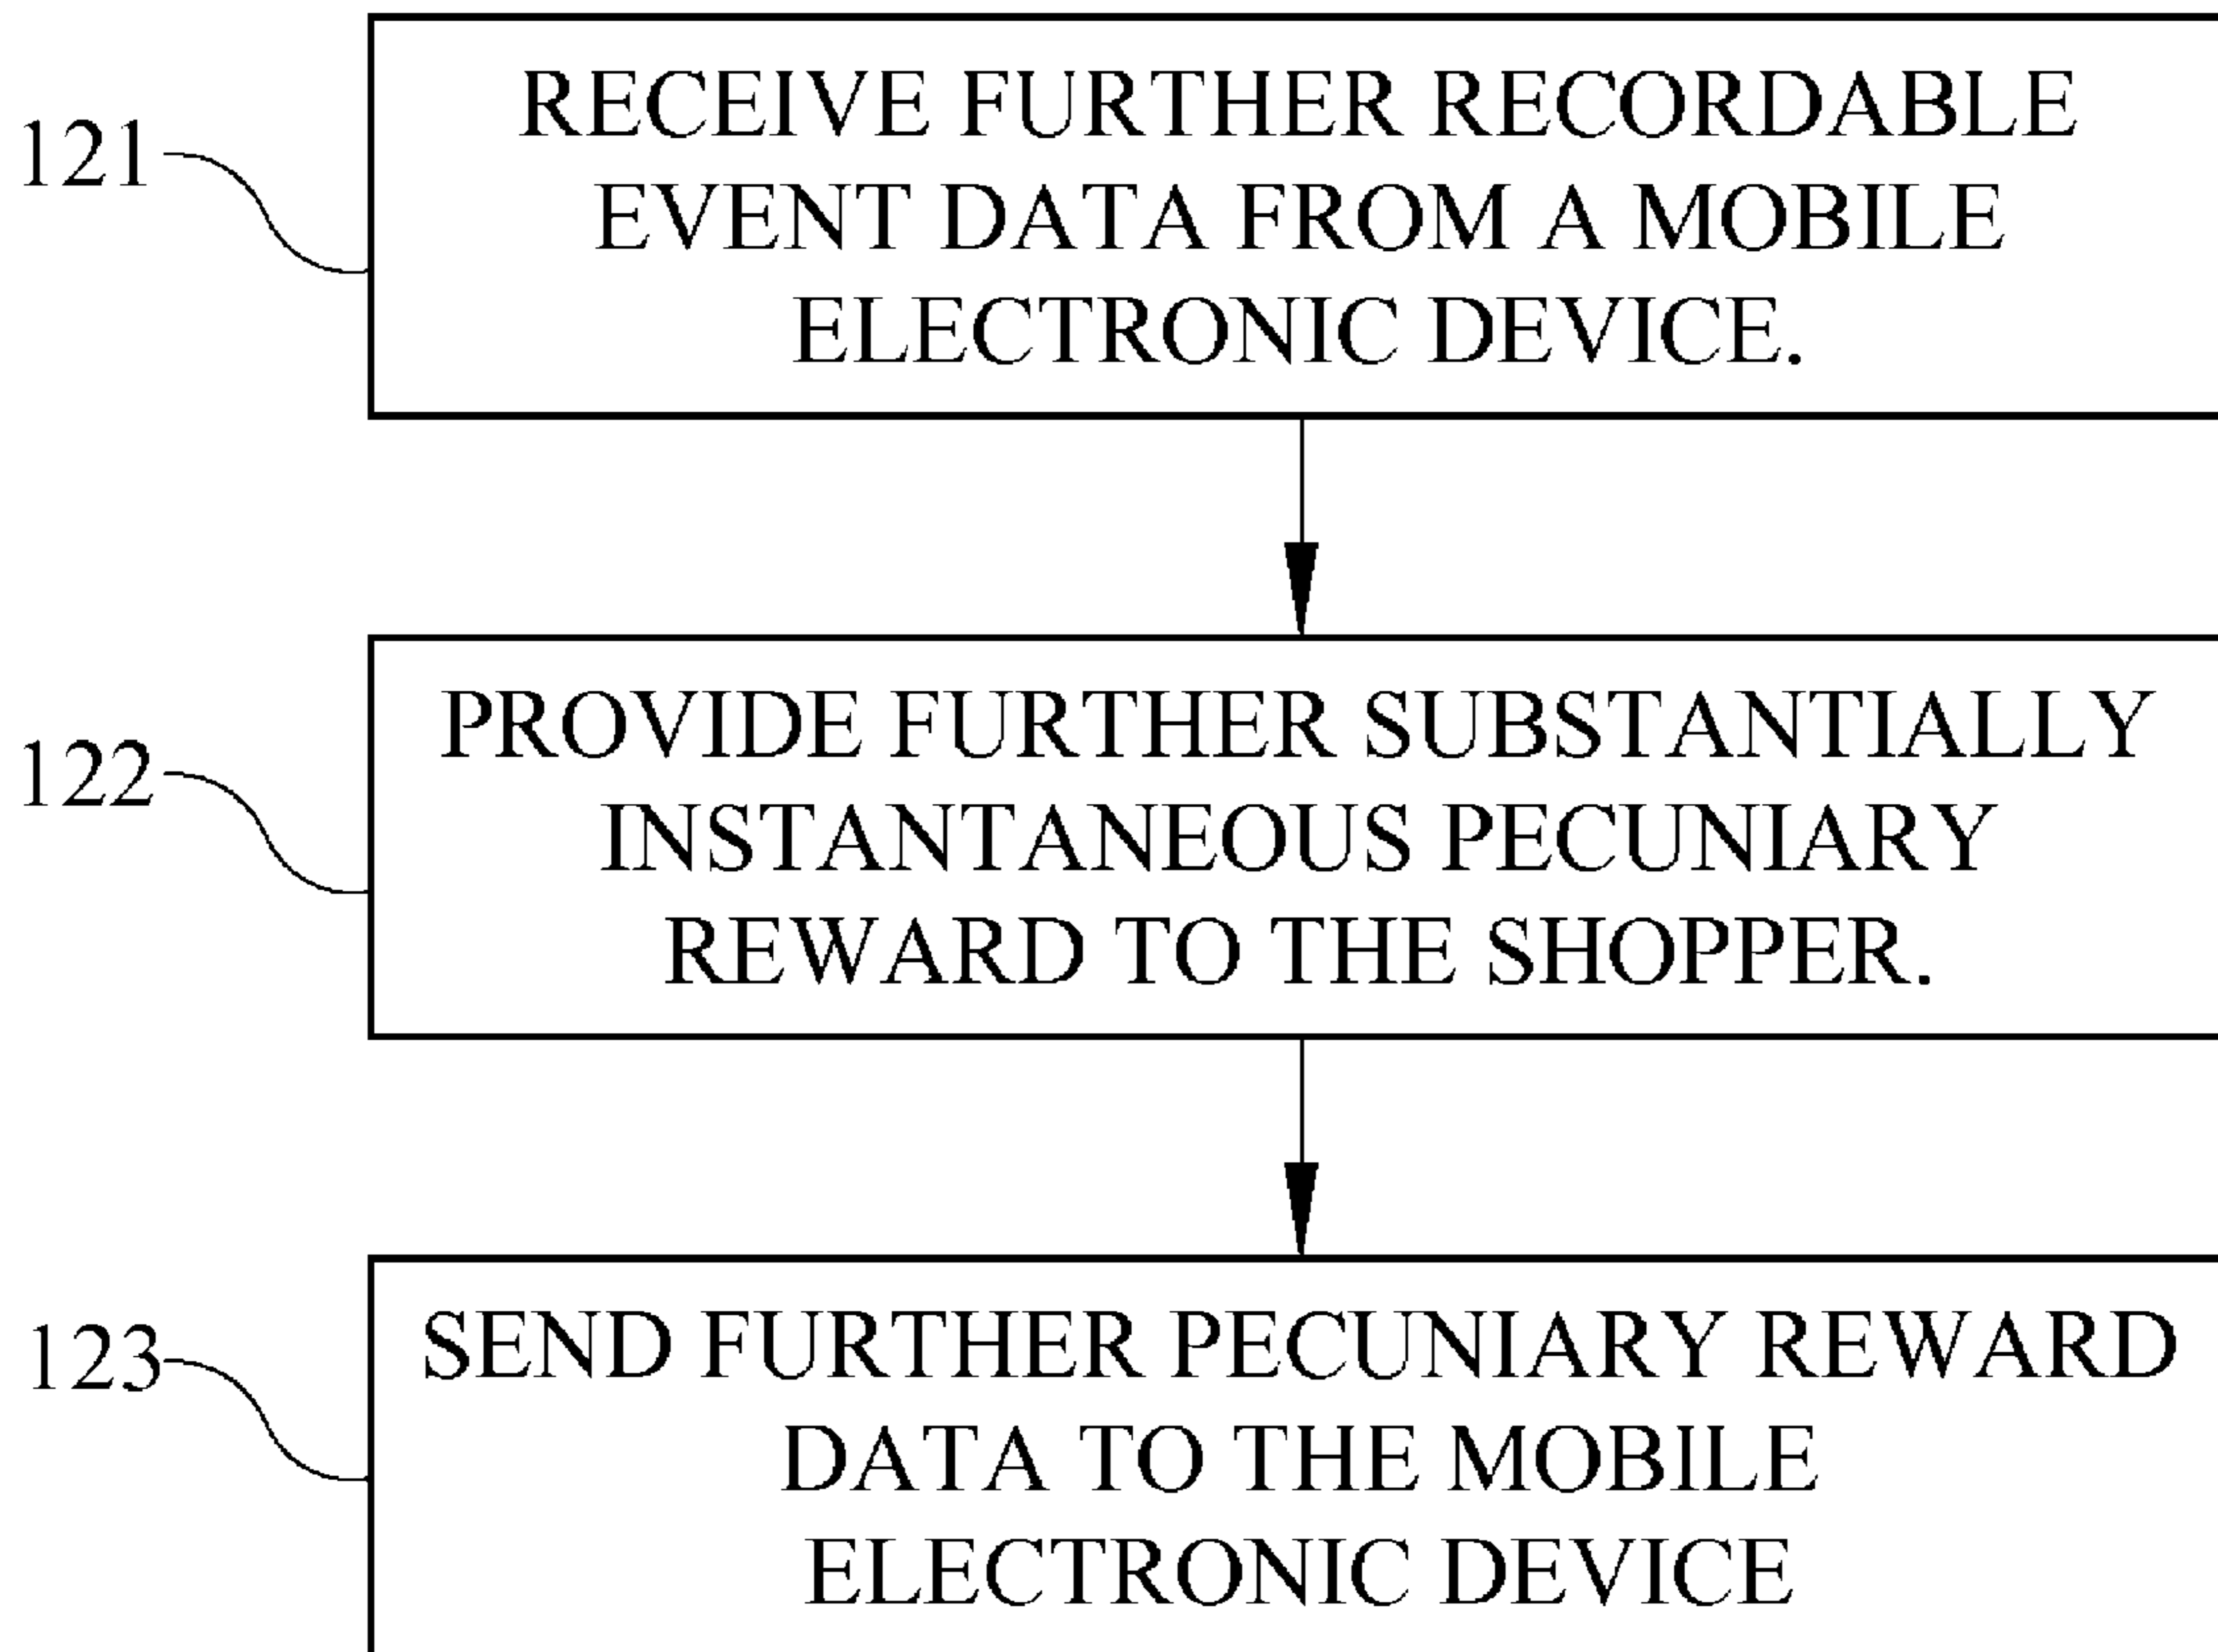 121
RECEIVE FURTHER RECORDABLE
EVENT DATA FROM A MOBILE
ELECTRONIC DEVICE.
122
PROVIDE FURTHER SUBSTANTIALLY
INSTANTANEOUS PECUNIARY
REWARD TO THE SHOPPER.
123
SEND FURTHER PECUNIARY REWARD
DATA TO THE MOBILE
ELECTRONIC DEVICE